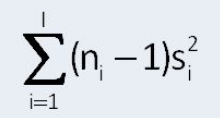 I
∑(nᵢ – 1)sᵢ²
i=1